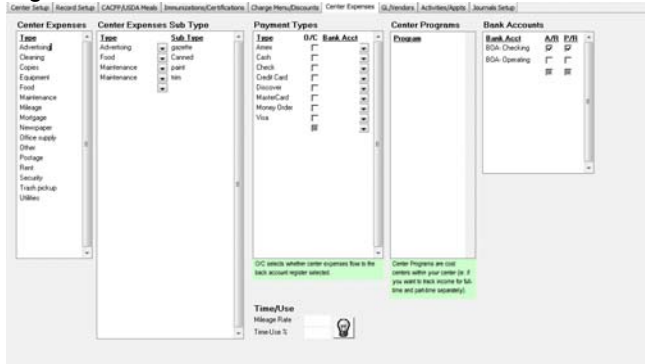 Center Setup | Record Setup | CACFP/USDA Meals | Immunizations/Certifications | Charge Menu/Discounts | Center Expenses | GL/Vendors | Activities/Appts | Journals Setup
Center Expenses
Type
Advertising
Cleaning
Copies
Equipment
Food
Maintenance
Mileage
Mortgage
Newspaper
Office supply
Other
Postage
Rent
Security
Trash pickup
Utilities
Center Expenses Sub Type
Type Sub Type
Advertising gazette
Food Canned
Maintenance paint
Maintenance trim
Payment Types
Type O/C Bank Acct
Amex
Cash
Check
Credit Card
Discover
MasterCard
Money Order
Visa
O/C selects whether center expenses flow to the
bank account register selected.
Time/Use
Mileage Rate
Time Use %
Center Programs
Program
Center Programs are cost
centers within your center (ie. if
you want to track income for full-
time and part-time separately).
Bank Accounts
Bank Acct A/R P/R
BOA- Checking
BOA- Operating